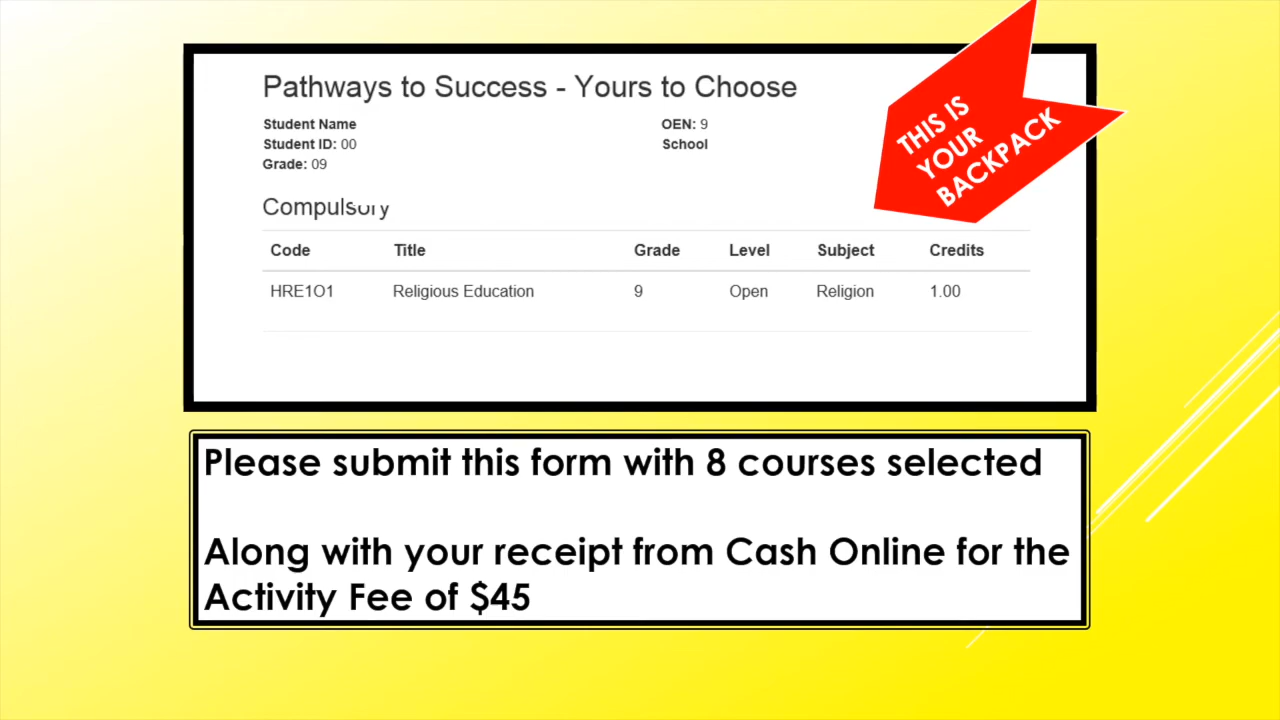 Pathways to Success - Yours to Choose
Student Name
OEN: 9
Student ID: 00
School
Grade: 09
THIS IS
YOUR
BACKPACK
Compulsory
Code Title Grade Level Subject Credits
HRE1O1 Religious Education 9 Open Religion 1.00
Please submit this form with 8 courses selected
Along with your receipt from Cash Online for the
Activity Fee of $45